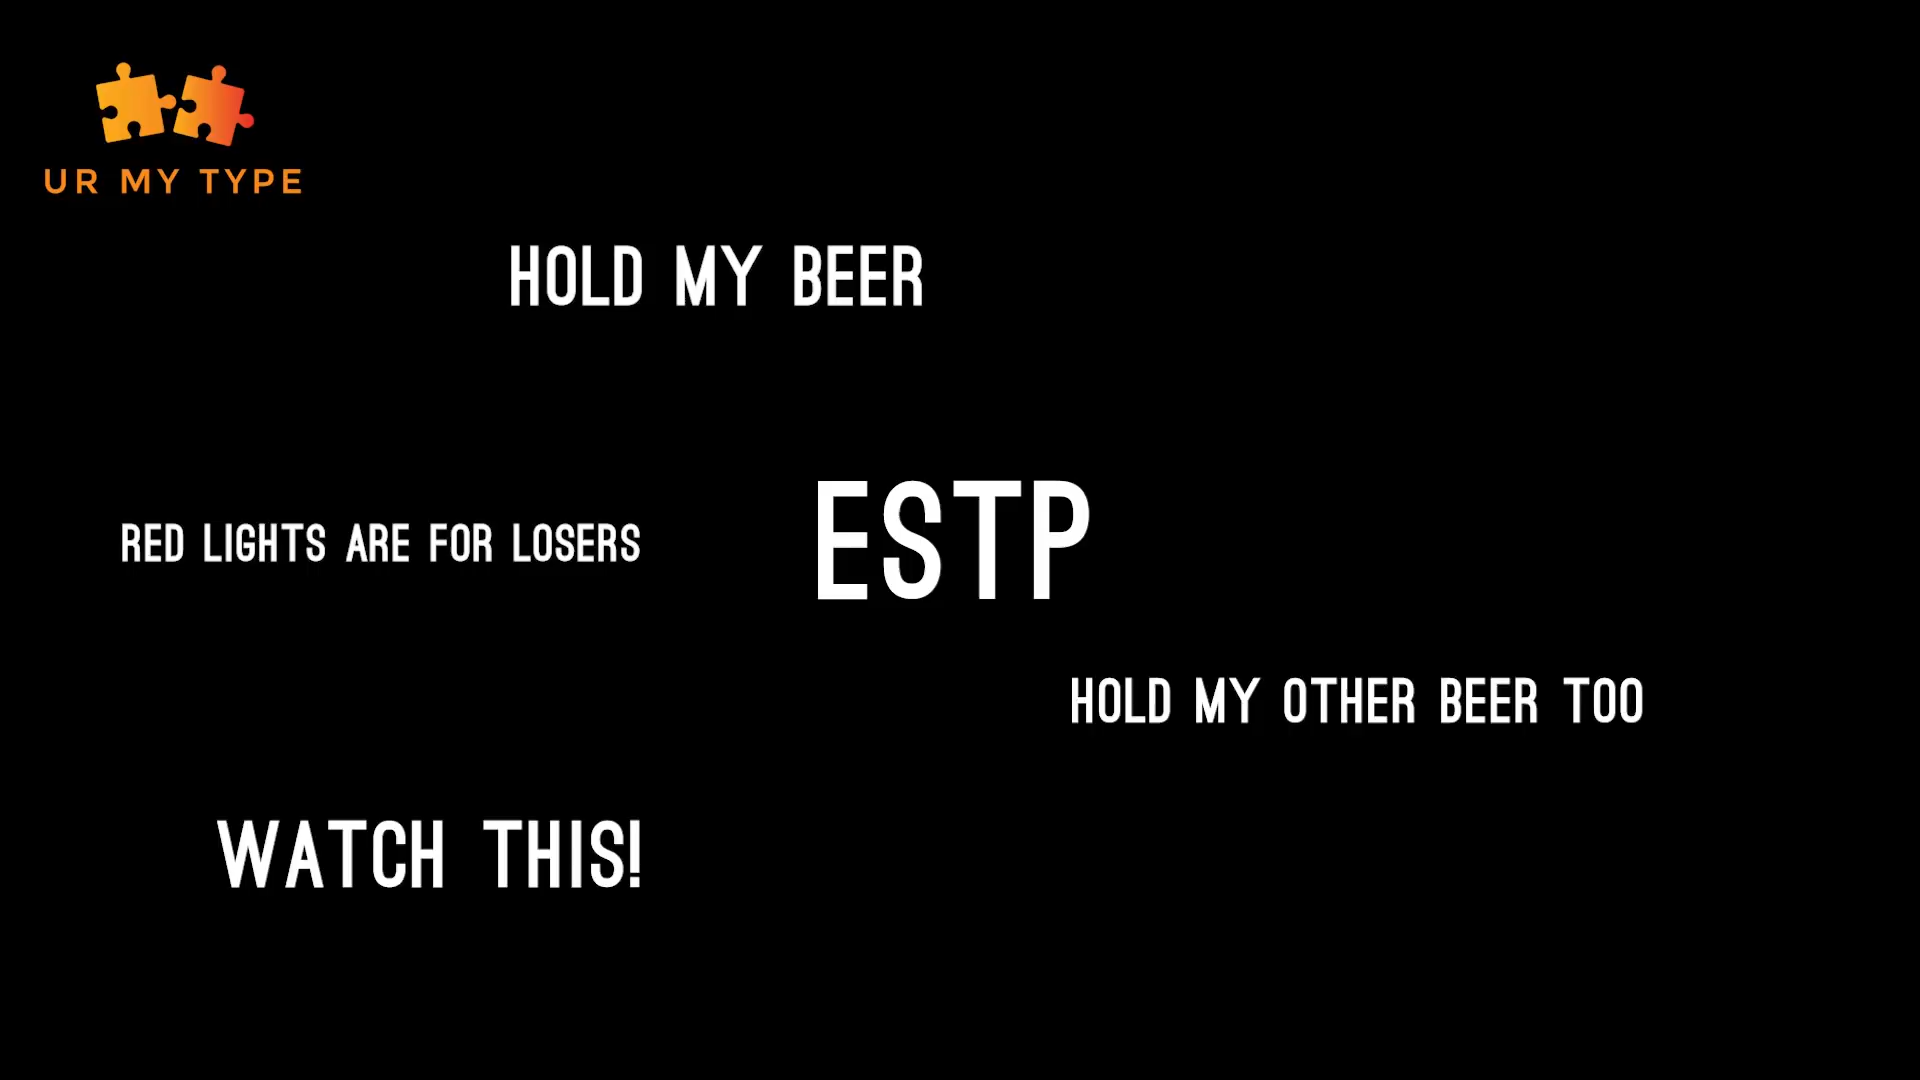 UR MY TYPE
HOLD MY BEER
ESTP
RED LIGHTS ARE FOR LOSERS
HOLD MY OTHER BEER TOO
WATCH THIS!